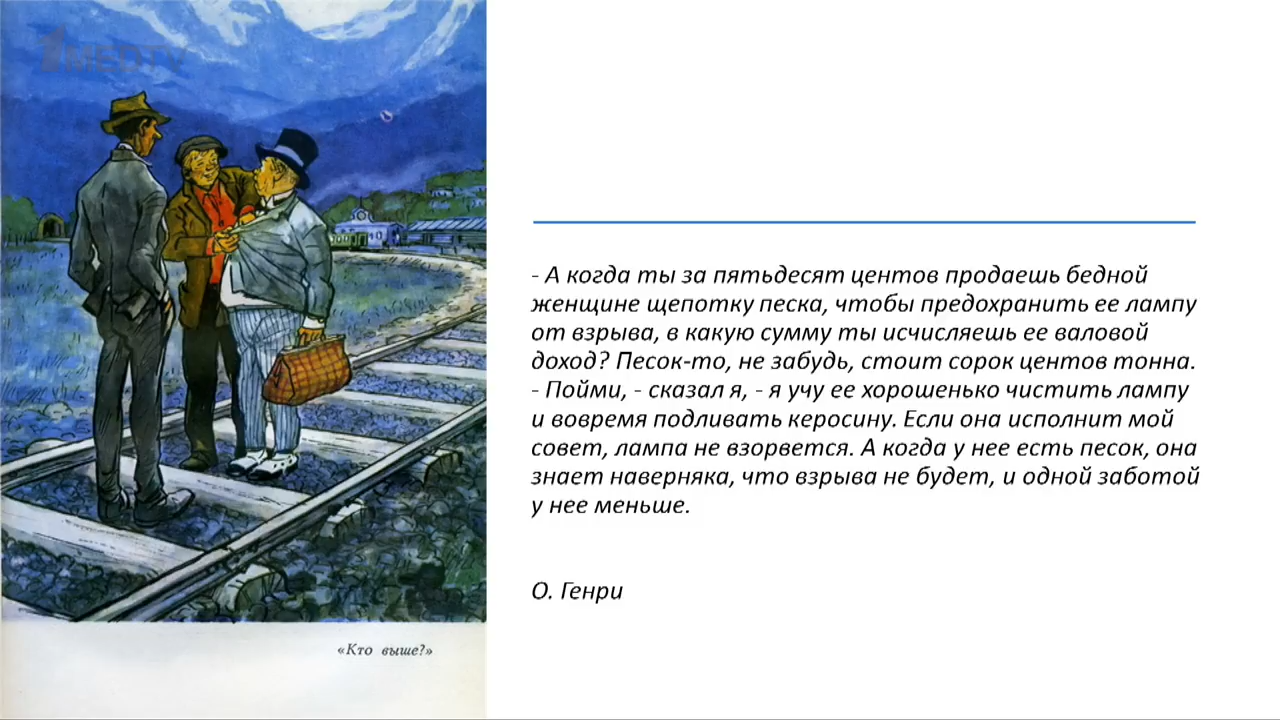 1MEDTV
- А когда ты за пятьдесят центов продаешь бедной
женщине щепотку песка, чтобы предохранить ее лампу
от взрыва, в какую сумму ты исчисляешь ее валовой
доход? Песок-то, не забудь, стоит сорок центов тонна.
- Пойми, - сказал я, - я учу ее хорошенько чистить лампу
и вовремя подливать керосину. Если она исполнит мой
совет, лампа не взорвется. А когда у нее есть песок, она
знает наверняка, что взрыва не будет, и одной заботой
у нее меньше.
О. Генри
«Кто выше?»